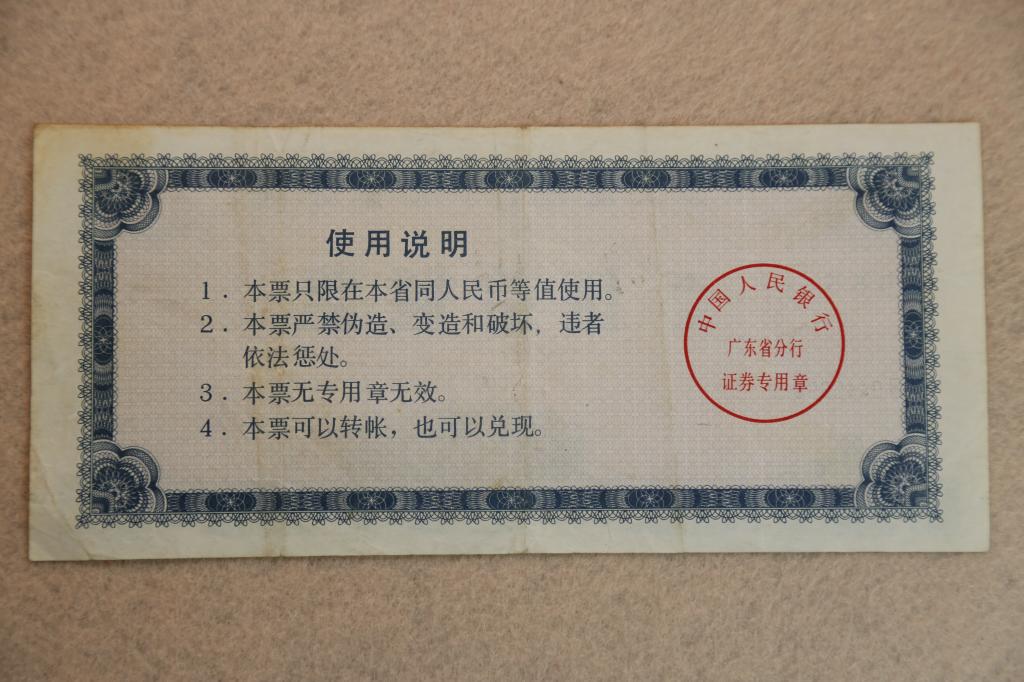 使用说明
1．本票只限在本省同人民币等值使用。
2．本票严禁伪造、变造和破坏，违者
依法惩处。
3．本票无专用章无效。
4．本票可以转帐，也可以兑现。
中国人民银行
广东省分行
证券专用章